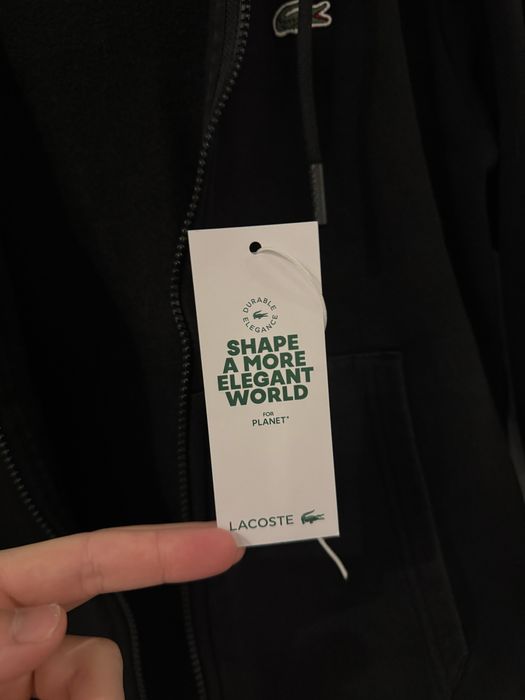 DURABLE
ELEGANCE
SHAPE
A MORE
ELEGANT
WORLD
FOR
PLANET*
LACOSTE